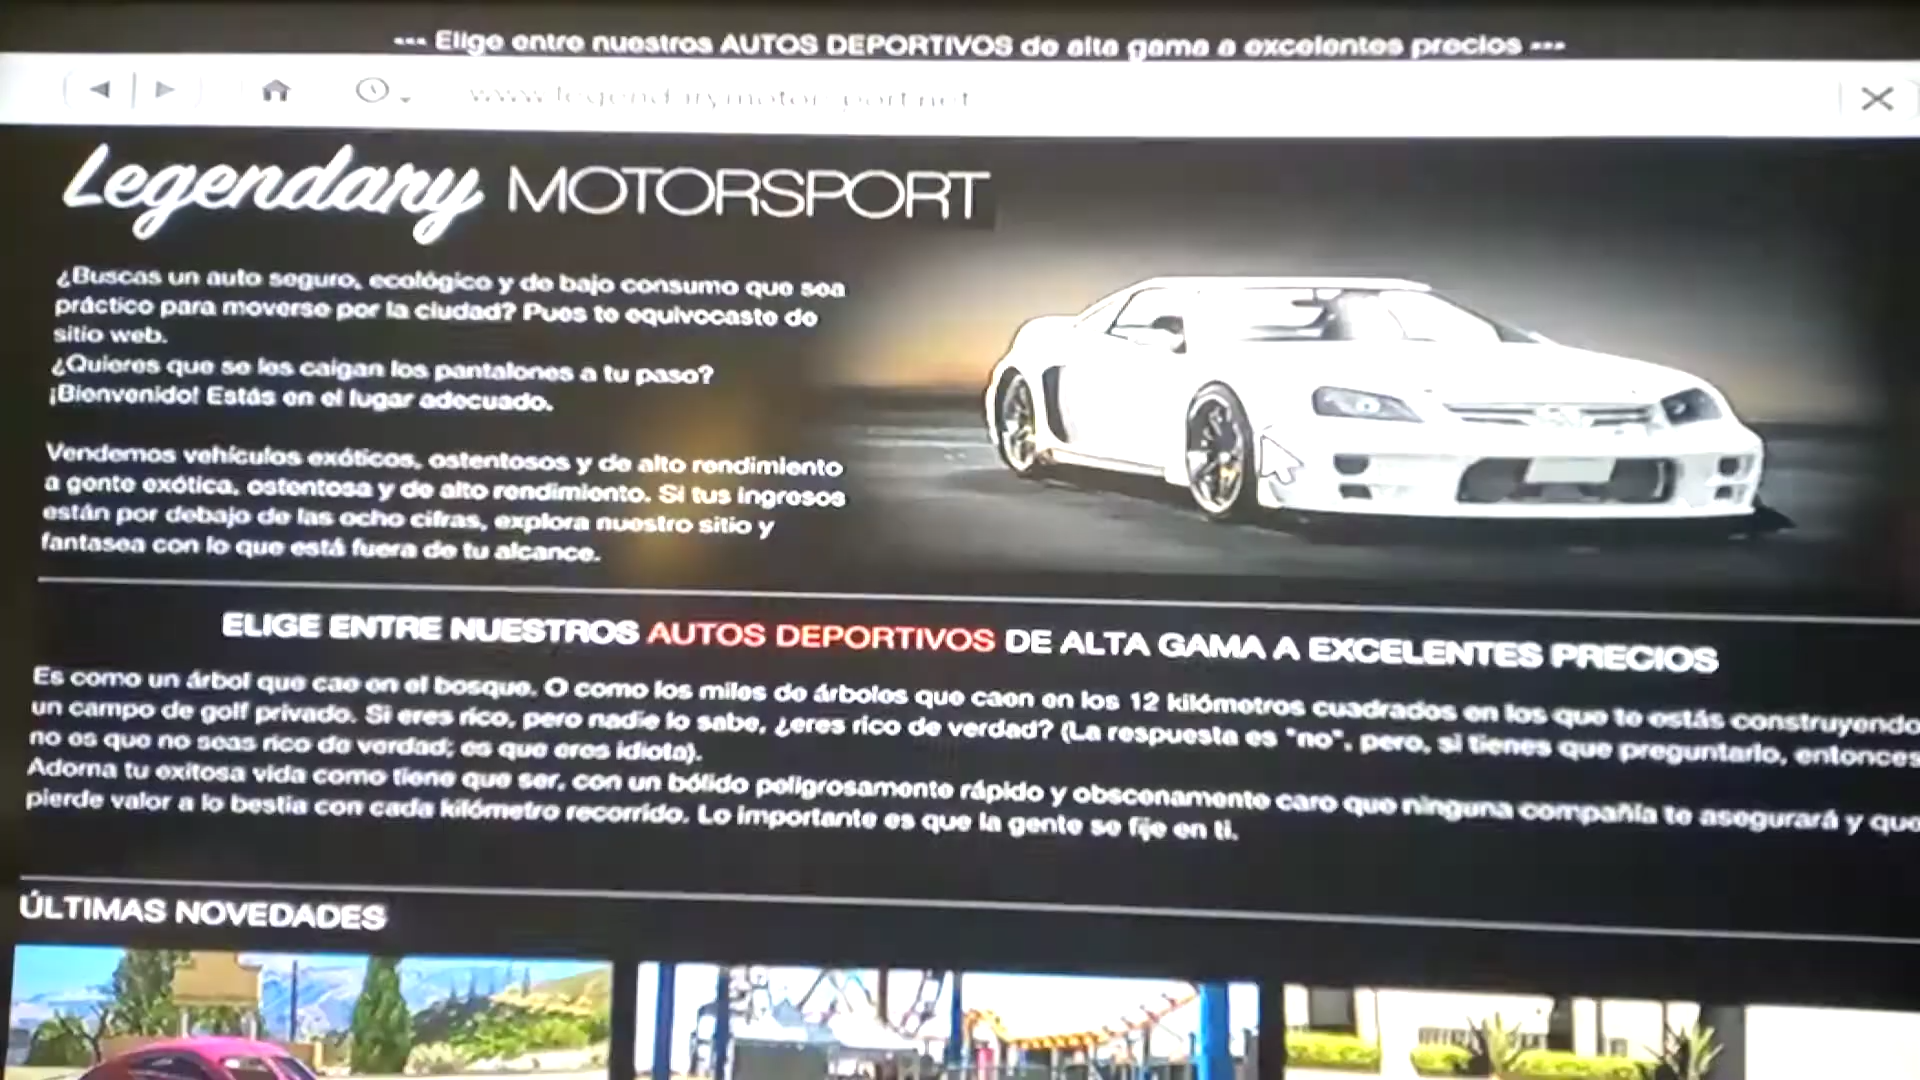 --- Elige entre nuestros AUTOS DEPORTIVOS de alta gama a excelentes precios ---
www.legendarymotorsport.net
Legendary MOTORSPORT
¿Buscas un auto seguro, ecológico y de bajo consumo que sea
práctico para moverse por la ciudad? Pues te equivocaste de
sitio web.
¿Quieres que se les caigan los pantalones a tu paso?
¡Bienvenido! Estás en el lugar adecuado.
Vendemos vehículos exóticos, ostentosos y de alto rendimiento
a gente exótica, ostentosa y de alto rendimiento. Si tus ingresos
están por debajo de las ocho cifras, explora nuestro sitio y
fantasea con lo que está fuera de tu alcance.
ELIGE ENTRE NUESTROS AUTOS DEPORTIVOS DE ALTA GAMA A EXCELENTES PRECIOS
Es como un árbol que cae en el bosque. O como los miles de árboles que caen en los 12 kilómetros cuadrados en los que te estás construyendo
un campo de golf privado. Si eres rico, pero nadie lo sabe, ¿eres rico de verdad? (La respuesta es "no", pero, si tienes que preguntarlo, entonces
no es que no seas rico de verdad; es que eres idiota).
Adorna tu exitosa vida como tiene que ser, con un bólido peligrosamente rápido y obscenamente caro que ninguna compañía te asegurará y que
pierde valor a lo bestia con cada kilómetro recorrido. Lo importante es que la gente se fije en ti.
ÚLTIMAS NOVEDADES